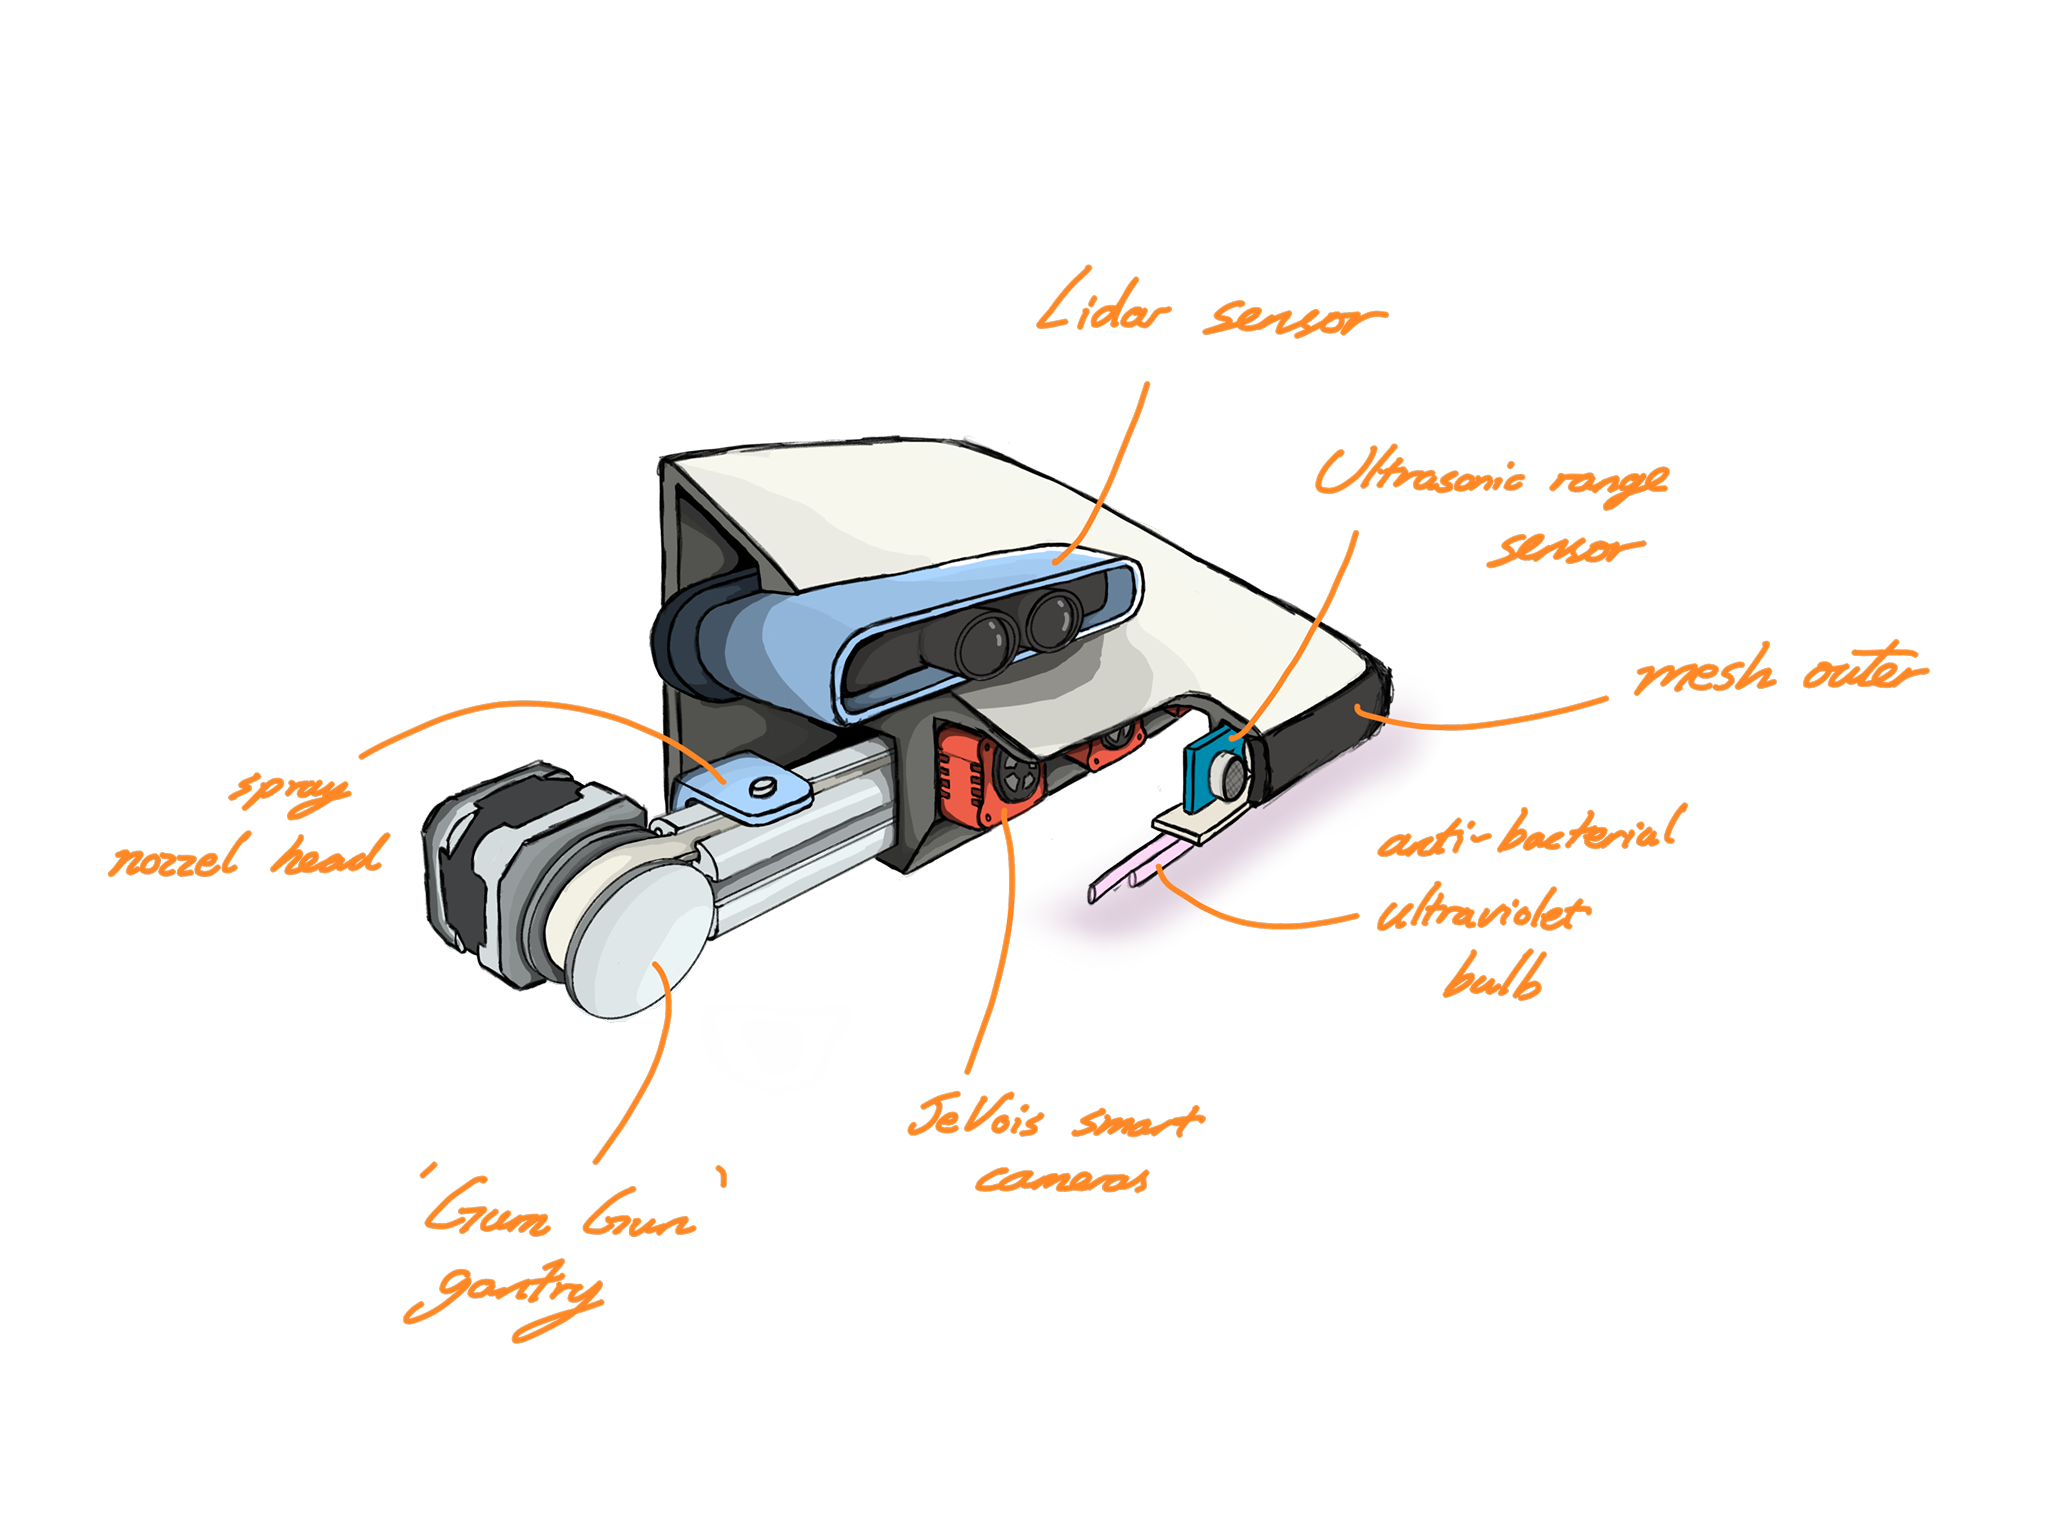 Lidar sensor
Ultrasonic range
sensor
mesh outer
spray
nozzel head
anti-bacterial
ultraviolet
bulb
JeVois smart
cameras
'Gum Gun'
gantry